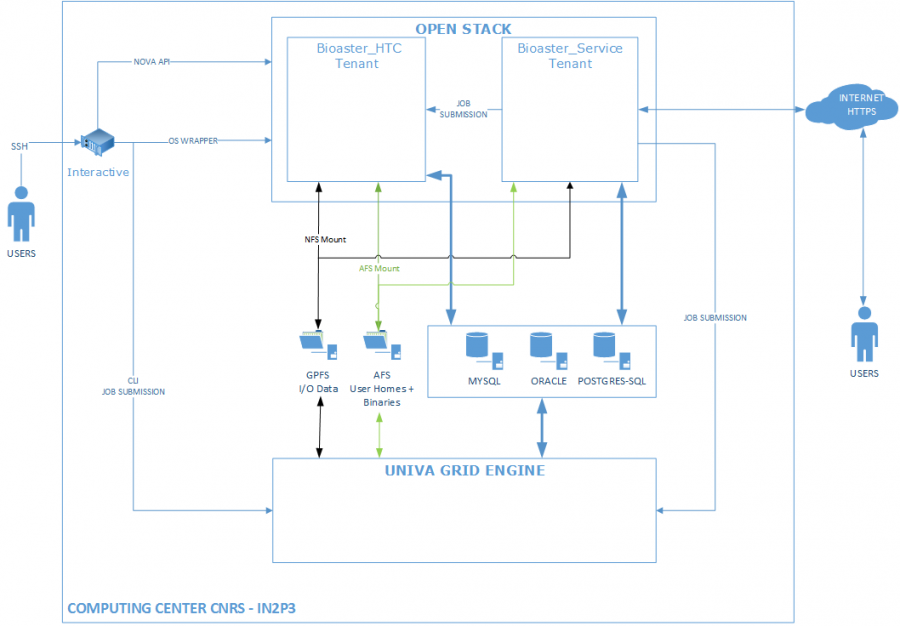 OPEN STACK
Bioaster_HTC
Tenant
Bioaster_Service
Tenant
NOVA API
JOB
SUBMISSION
INTERNET
HTTPS
SSH
OS WRAPPER
Interactive
USERS
NFS Mount
AFS Mount
JOB SUBMISSION
GPFS
I/O Data
AFS
User Homes +
Binaries
MYSQL
ORACLE
POSTGRES-SQL
USERS
CLI
JOB SUBMISSION
UNIVA GRID ENGINE
COMPUTING CENTER CNRS - IN2P3